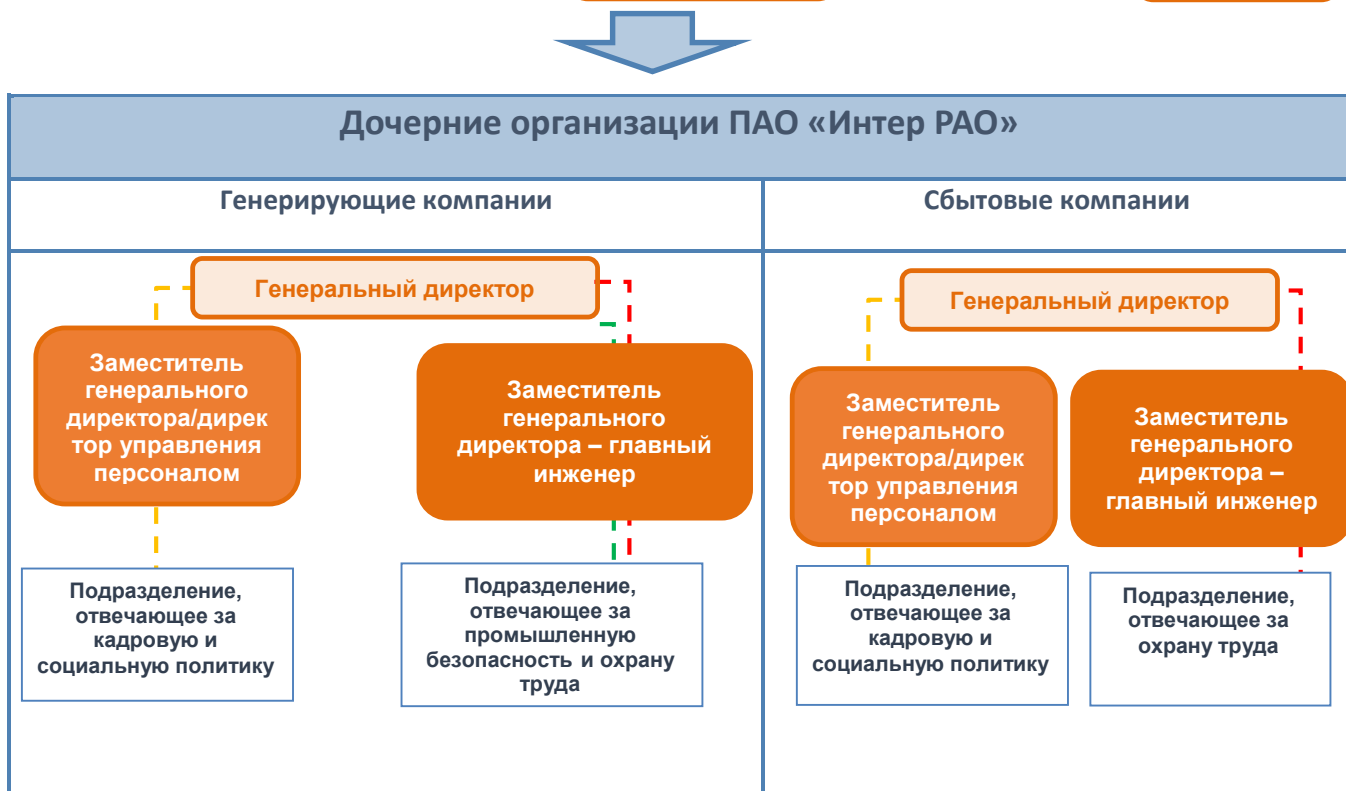 Дочерние организации ПАО «Интер РАО»
Генерирующие компании
Сбытовые компании
Генеральный директор
Заместитель
генерального
директора/дирек
тор управления
персоналом
Заместитель
генерального
директора – главный
инженер
Подразделение,
отвечающее за
кадровую и
социальную политику
Подразделение,
отвечающее за
промышленную
безопасность и охрану
труда
Генеральный директор
Заместитель
генерального
директора/дирек
тор управления
персоналом
Заместитель
генерального
директора –
главный инженер
Подразделение,
отвечающее за
кадровую и
социальную политику
Подразделение,
отвечающее за
охрану труда